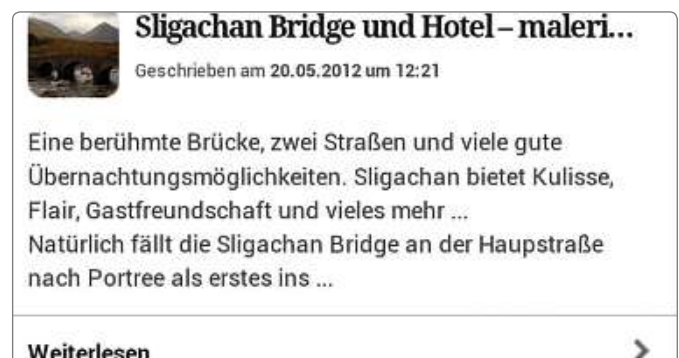 Sligachan Bridge und Hotel – maleri...
Geschrieben am 20.05.2012 um 12:21
Eine berühmte Brücke, zwei Straßen und viele gute
Übernachtungsmöglichkeiten. Sligachan bietet Kulisse,
Flair, Gastfreundschaft und vieles mehr ...
Natürlich fällt die Sligachan Bridge an der Haupstraße
nach Portree als erstes ins ...
Weiterlesen